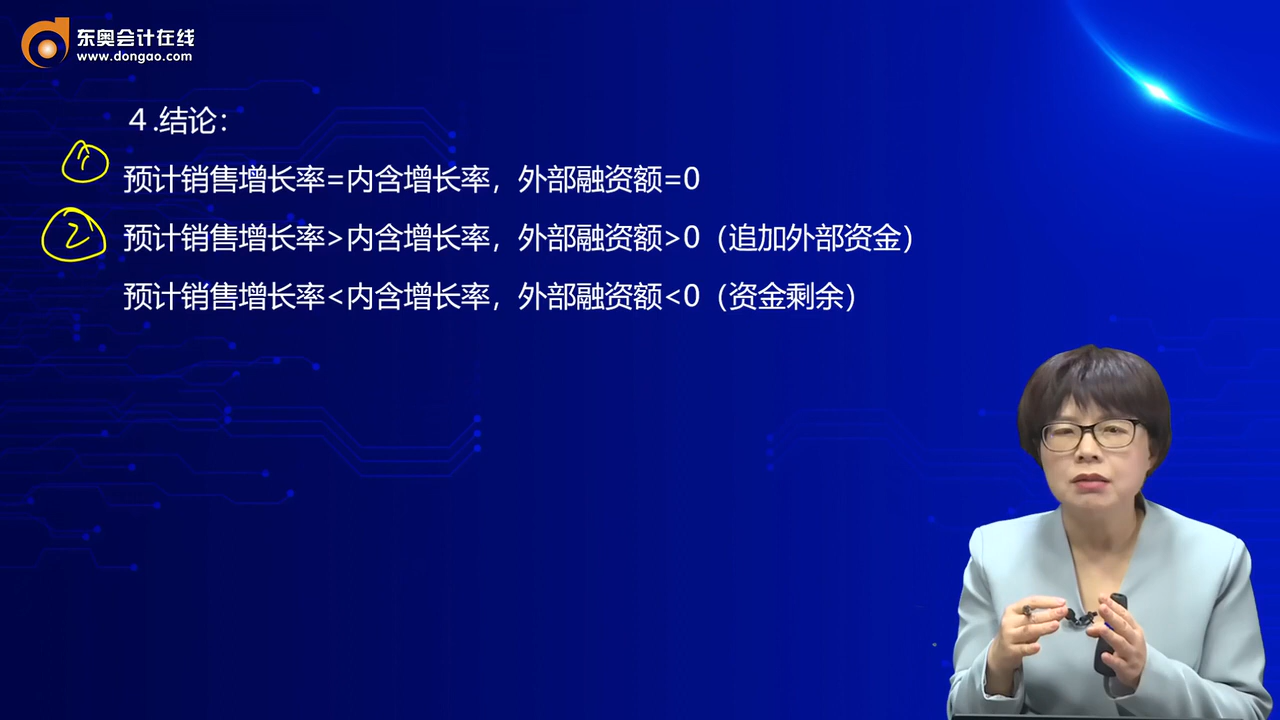 东奥会计在线
www.dongao.com
4.结论：
1
预计销售增长率=内含增长率，外部融资额=0
2
预计销售增长率>内含增长率，外部融资额>0（追加外部资金）
预计销售增长率<内含增长率，外部融资额<0（资金剩余）